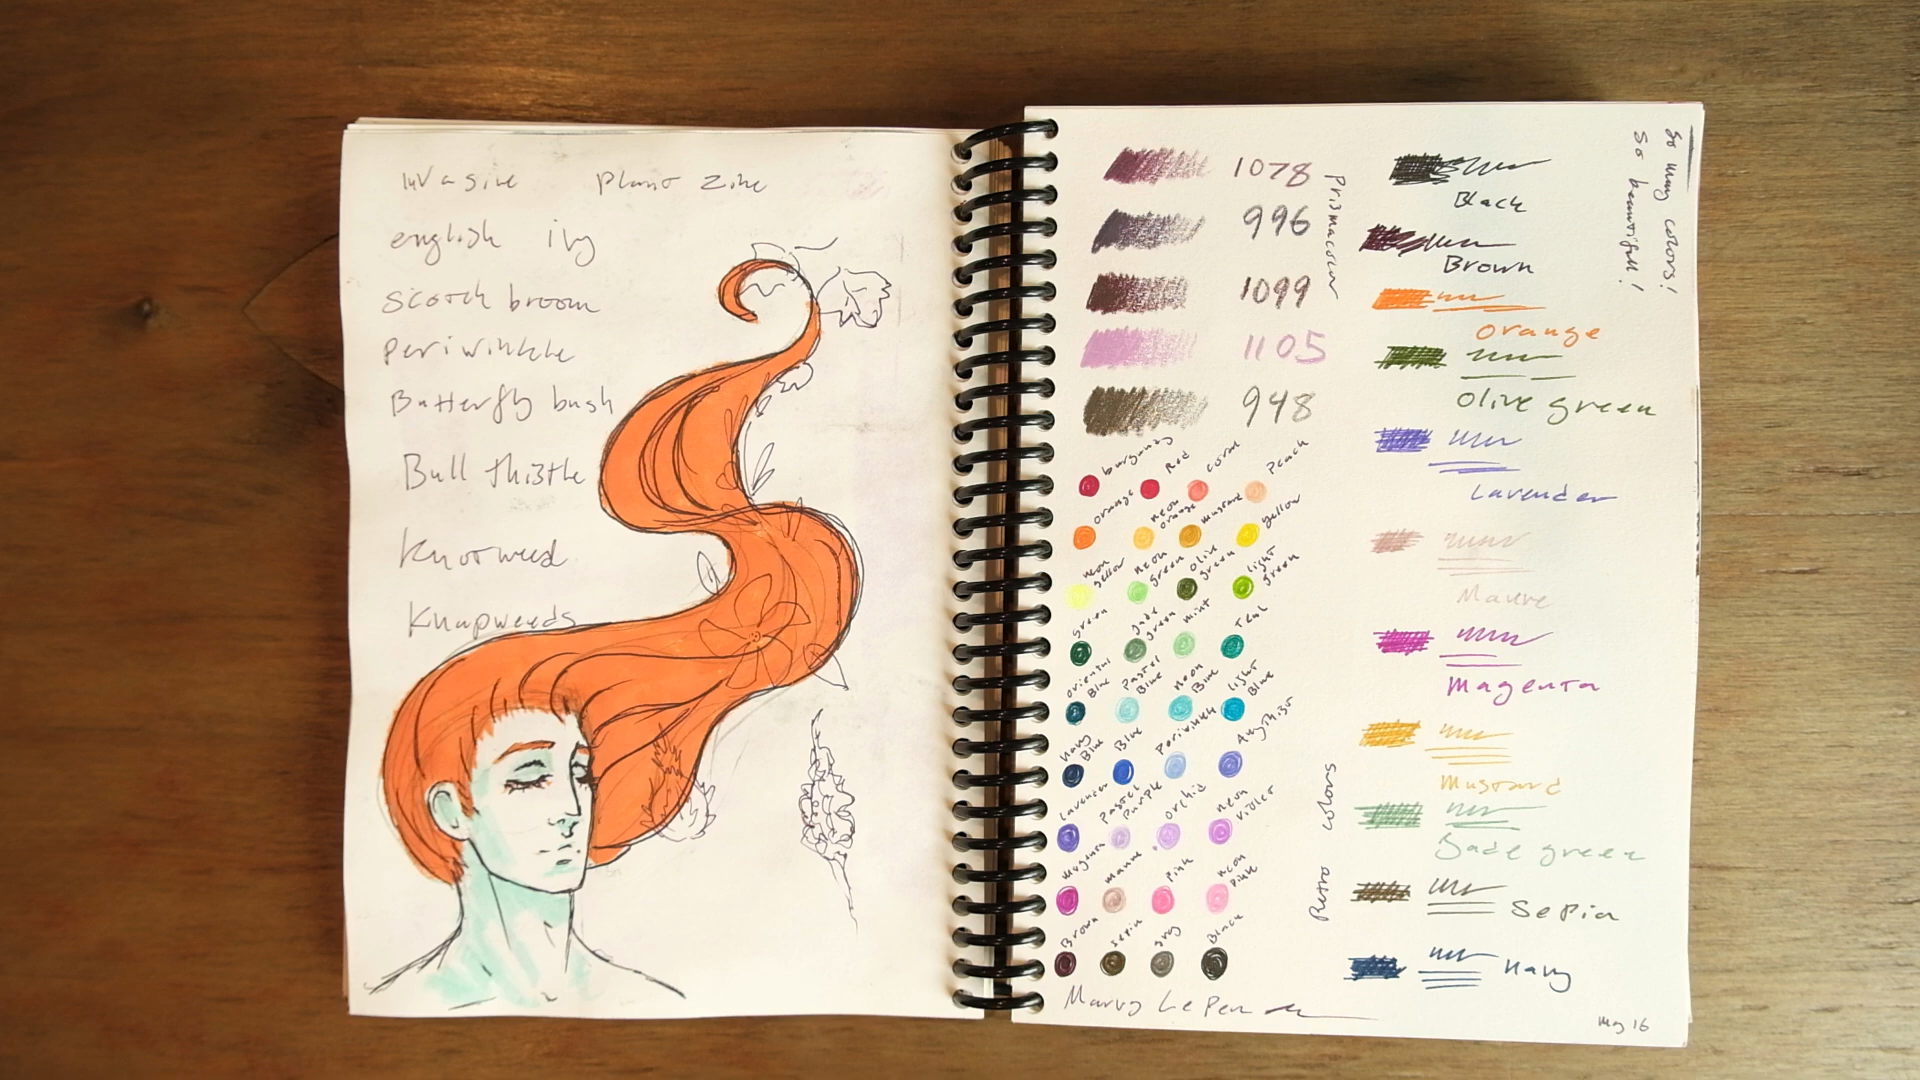 Invasive Plant Zine
english ivy
Scotch broom
periwinkle
Butterfly bush
Bull thistle
Knotweed
Knapweeds
1078
996
1099
1105
948
Prismacolor
burgundy Red coral Peach
orange neon orange mustard yellow
neon yellow neon green olive green light green
green jade green mint Teal
oriental Blue Pastel Blue neon Blue light Blue
Navy Blue Blue Periwinkle Amythist
Lavender Pastel Purple orchid neon violet
magenta mauve Pink neon Pink
Brown sepia gray Black
Marvy Le Pen
Retro colors
Black
Brown
orange
Olive green
Lavender
Mauve
Magenta
Mustard
Jade green
Sepia
Navy
So many colors!
So beautiful!
May 16